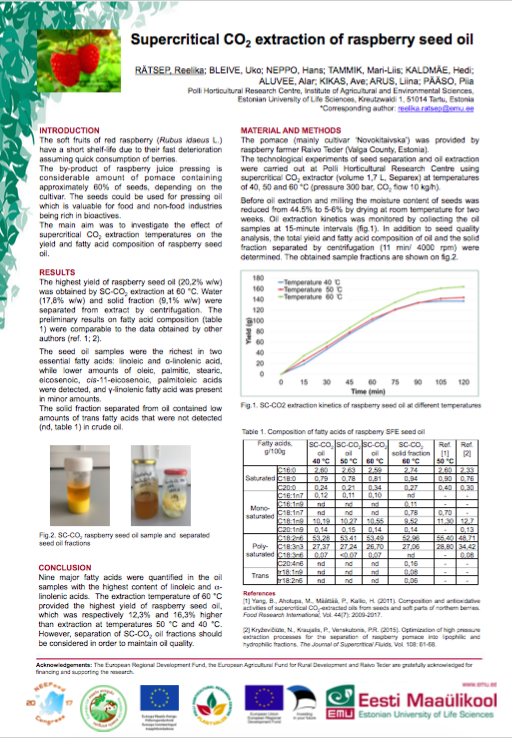 Supercritical CO₂ extraction of raspberry seed oil
RÄTSEP, Reelika; BLEIVE, Uko; NEPPO, Hans; TAMMIK, Mari-Liis; KALDMÄE, Hedi;
ALUVEE, Alar; KIKAS, Ave; ARUS, Liina; PÄÄSO, Piia
Polli Horticultural Research Centre, Institute of Agricultural and Environmental Sciences,
Estonian University of Life Sciences, Kreutzwaldi 1, 51014 Tartu, Estonia
*Corresponding author: reelika.ratsep@emu.ee
INTRODUCTION
The soft fruits of red raspberry (Rubus idaeus L.)
have a short shelf-life due to their fast deterioration
assuming quick consumption of berries.
The by-product of raspberry juice pressing is
considerable amount of pomace containing
approximately 60% of seeds, depending on the
cultivar. The seeds could be used for pressing oil
which is valuable for food and non-food industries
being rich in bioactives.
The main aim was to investigate the effect of
supercritical CO₂ extraction temperatures on the
yield and fatty acid composition of raspberry seed
oil.
RESULTS
The highest yield of raspberry seed oil (20,2% w/w)
was obtained by SC-CO₂ extraction at 60 °C. Water
(17,8% w/w) and solid fraction (9,1% w/w) were
separated from extract by centrifugation. The
preliminary results on fatty acid composition (table
1) were comparable to the data obtained by other
authors (ref. 1; 2).
The seed oil samples were the richest in two
essential fatty acids: linoleic and α-linolenic acid,
while lower amounts of oleic, palmitic, stearic,
eicosenoic, cis-11-eicosenoic, palmitoleic acids
were detected, and γ-linolenic fatty acid was present
in minor amounts.
The solid fraction separated from oil contained low
amounts of trans fatty acids that were not detected
(nd, table 1) in crude oil.
Fig.2. SC-CO₂ raspberry seed oil sample and separated
seed oil fractions
CONCLUSION
Nine major fatty acids were quantified in the oil
samples with the highest content of linoleic and α-
linolenic acids. The extraction temperature of 60 °C
provided the highest yield of raspberry seed oil,
which was respectively 12,3% and 16,3% higher
than extraction at temperatures 50 °C and 40 °C.
However, separation of SC-CO₂ oil fractions should
be considered in order to maintain oil quality.
MATERIAL AND METHODS
The pomace (mainly cultivar 'Novokitaivska') was provided by
raspberry farmer Raivo Teder (Valga County, Estonia).
The technological experiments of seed separation and oil extraction
were carried out at Polli Horticultural Research Centre using
supercritical CO₂ extractor (volume 1,7 L, Separex) at temperatures
of 40, 50 and 60 °C (pressure 300 bar, CO₂ flow 10 kg/h).
Before oil extraction and milling the moisture content of seeds was
reduced from 44.5% to 5-6% by drying at room temperature for two
weeks. Oil extraction kinetics was monitored by collecting the oil
samples at 15-minute intervals (fig.1). In addition to seed quality
analysis, the total yield and fatty acid composition of oil and the solid
fraction separated by centrifugation (11 min/ 4000 rpm) were
determined. The obtained sample fractions are shown on fig.2.
Yield (g)
180
160
140
120
100
80
60
40
20
0
Temperature 40 °C
Temperature 50 °C
Temperature 60 °C
0 15 30 45 60 75 90 105 120
Time (min)
Fig.1. SC-CO2 extraction kinetics of raspberry seed oil at different temperatures
Table 1. Composition of fatty acids of raspberry SFE seed oil
Fatty acids, g/100g SC-CO₂ oil 40 °C SC-CO₂ oil 50 °C SC-CO₂ oil 60 °C SC-CO₂ solid fraction 60 °C Ref. [1] 50 °C Ref. [2]
Saturated C16:0 2,60 2,63 2,59 2,74 2,60 2,33
C18:0 0,79 0,78 0,81 0,94 0,90 0,76
C20:0 0,24 0,21 0,34 0,27 0,40 0,30
Mono-saturated C16:1n7 0,12 0,11 0,10 nd - -
C16:1n9 nd nd nd 0,11 - -
C18:1n7 nd nd nd 0,78 0,70 -
C18:1n9 10,19 10,27 10,55 9,52 11,30 12,7
C20:1n9 0,14 0,15 0,14 0,14 - 0,13
Poly-saturated C18:2n6 53,28 53,41 53,49 52,96 55,40 48,71
C18:3n3 27,37 27,24 26,70 27,06 28,80 34,42
C18:3n6 0,07 <0.07 0,07 nd - 0,08
C20:4n6 nd nd nd 0,16 - -
Trans tr18:1n9 nd nd nd 0,08 - -
tr18:2n6 nd nd nd 0,06 - -
References
[1] Yang, B., Aholupa, M., Määttää, P., Kallio, H. (2011). Composition and antioxidative
activities of supercritical CO₂-extracted oils from seeds and soft parts of northern berries.
Food Research International, Vol. 44(7): 2009-2017.
extraction processes for the separation of raspberry pomace into lipophilic and
hydrophilic fractions. The Journal of Supercritical Fluids, Vol. 108: 61-68.
Acknowledgements: The European Regional Development Fund, the European Agricultural Fund for Rural Development and Raivo Teder are gratefully acknowledged for
financing and supporting the research.
20 17
Congress
PLANTARUM
European Union
European Regional
Development Fund
Investing
in your future
www.emu.ee
EMU
Eesti Maaülikool
Estonian University of Life Sciences